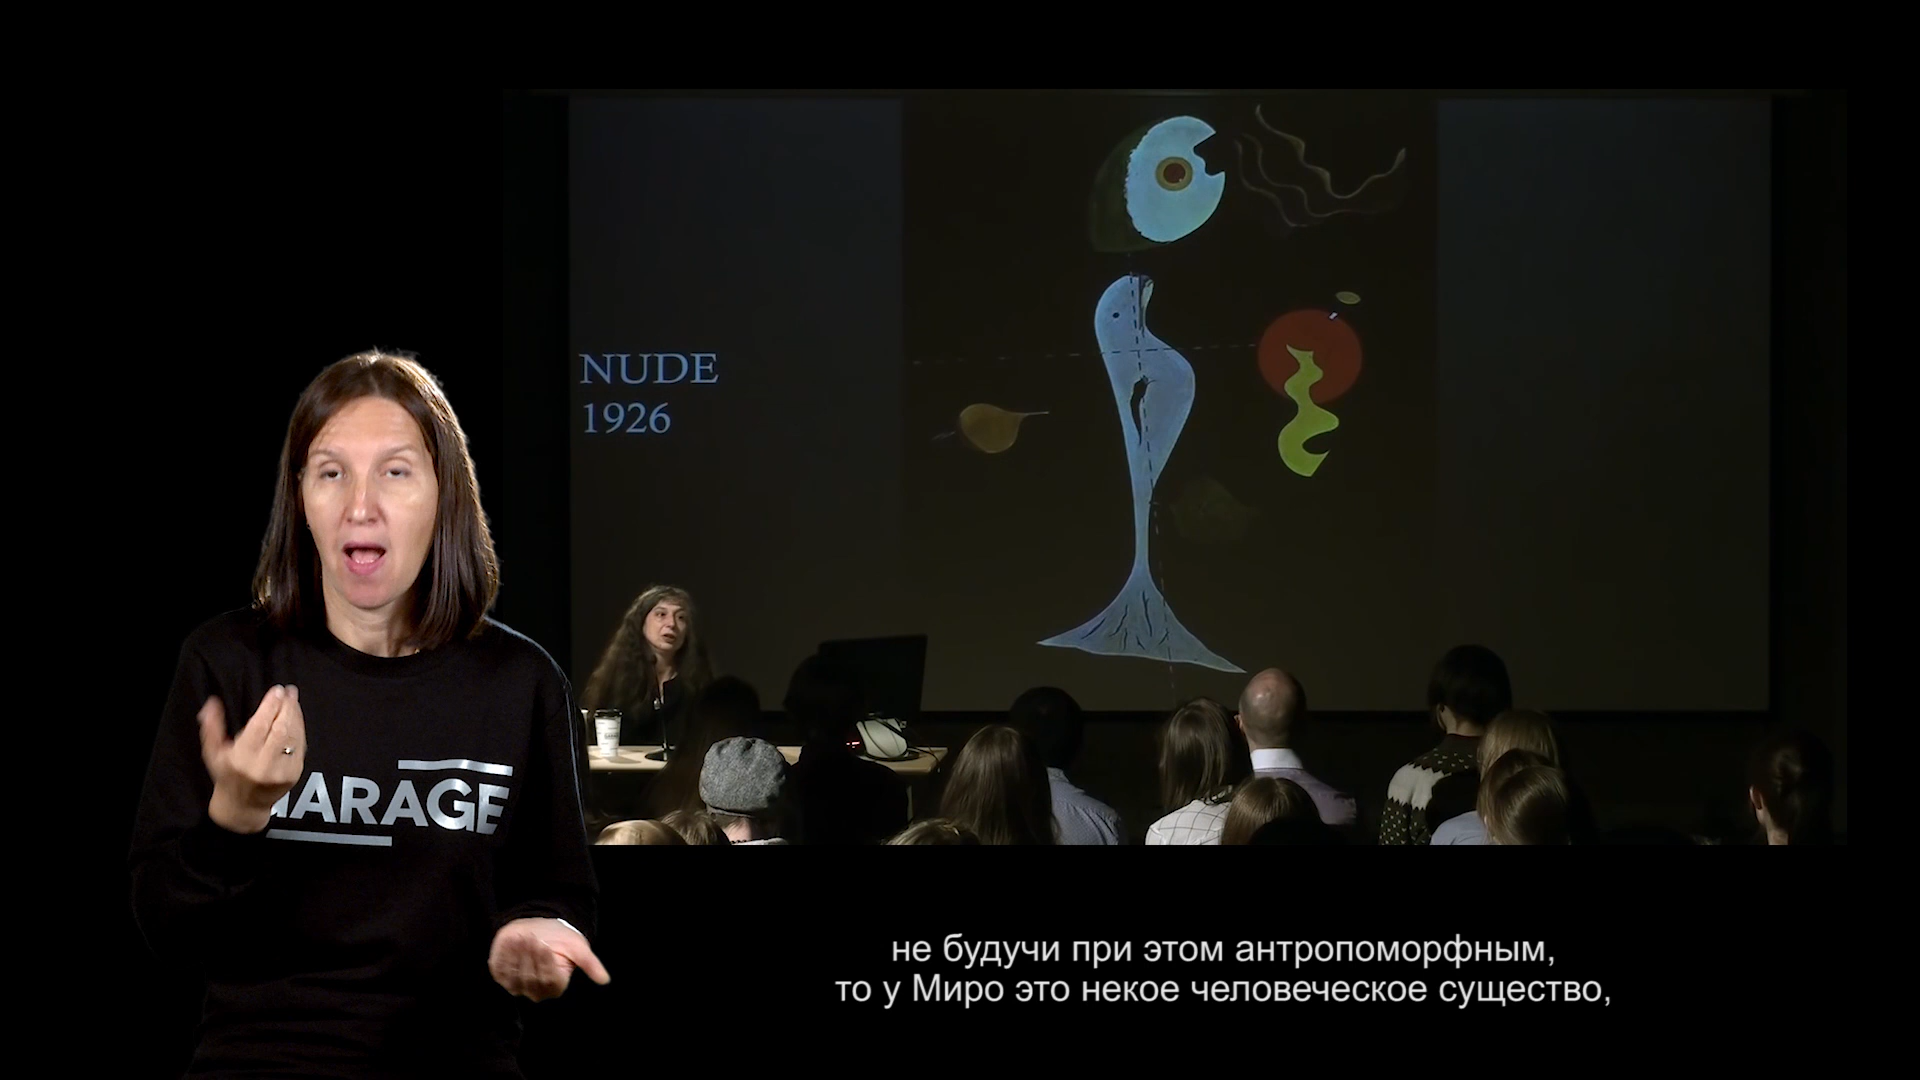 NUDE
1926
GARAGE
не будучи при этом антропоморфным,
то у Миро это некое человеческое существо,